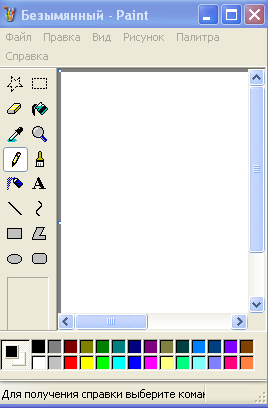 Безымянный - Paint
Файл Правка Вид Рисунок Палитра
Справка
A
Для получения справки выберите кома